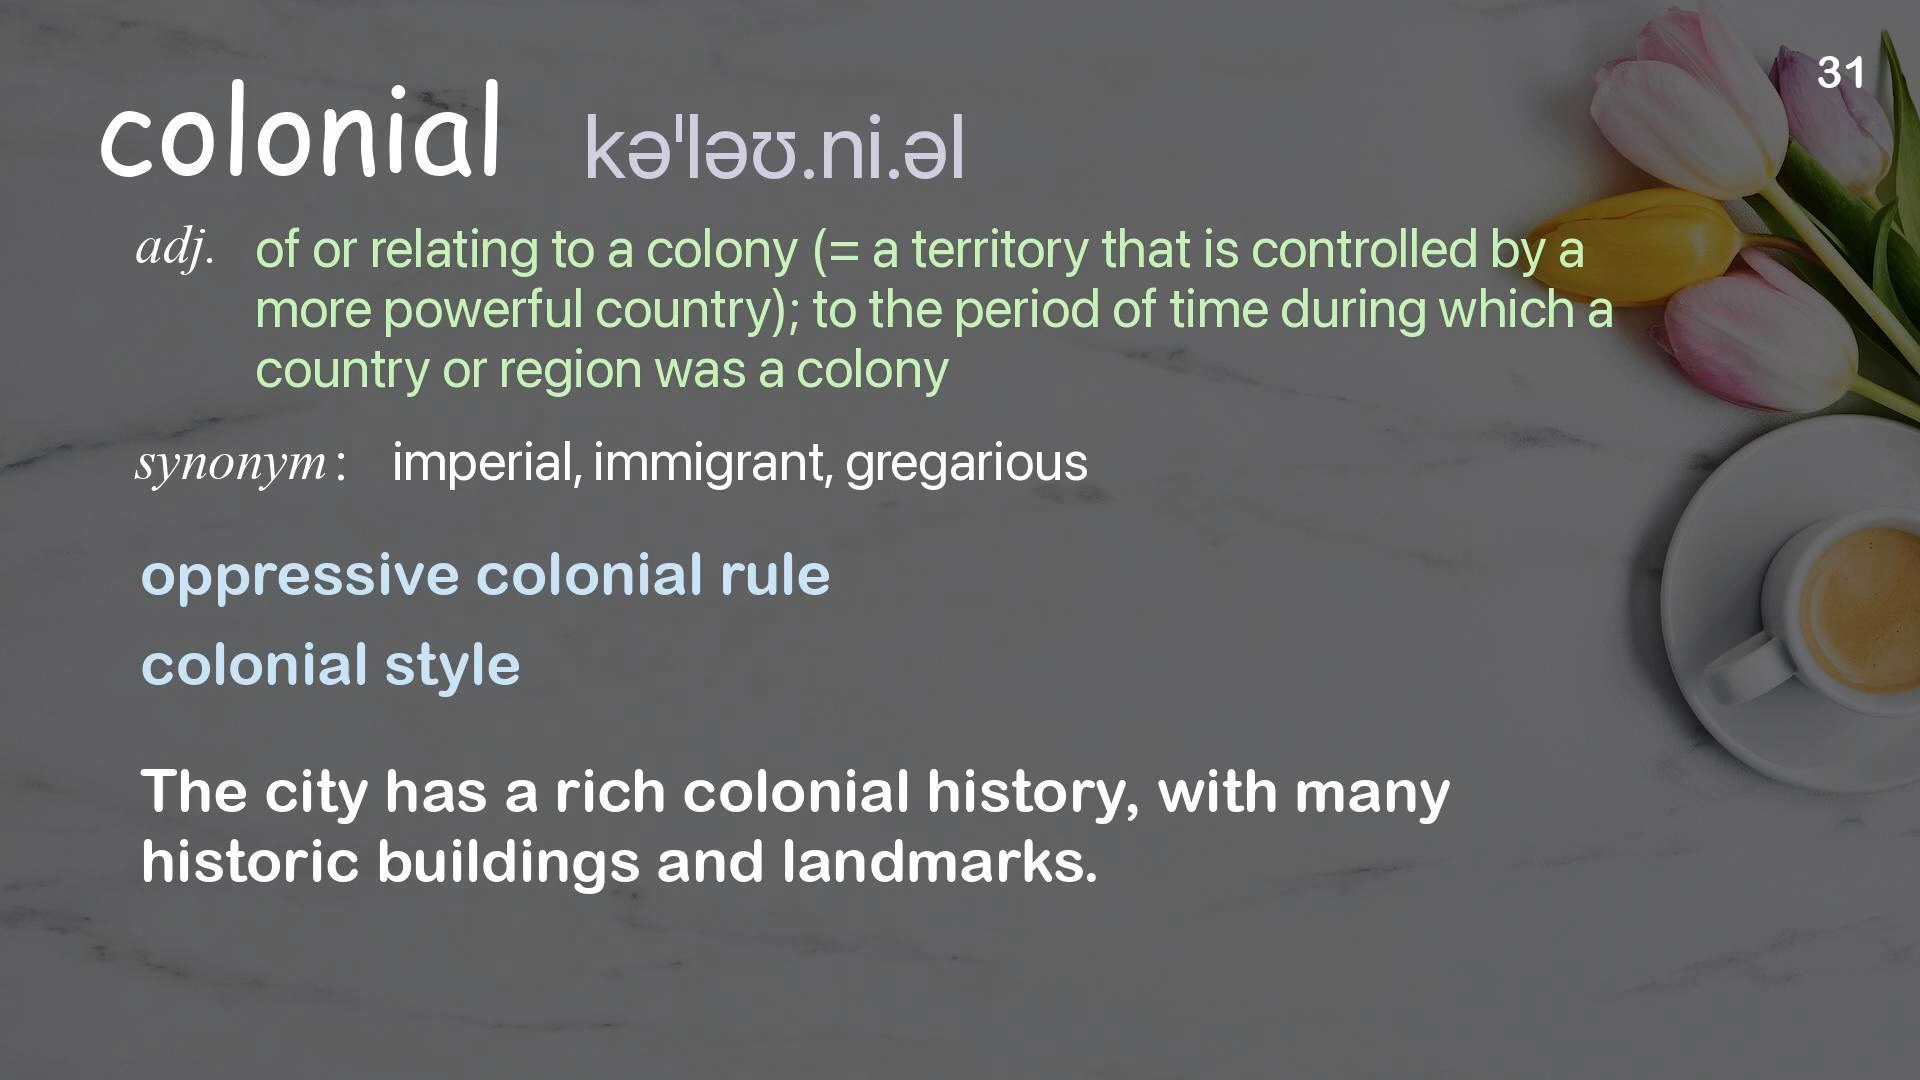 31
colonial kəˈləʊ.ni.əl
adj. of or relating to a colony (= a territory that is controlled by a
more powerful country); to the period of time during which a
country or region was a colony
synonym: imperial, immigrant, gregarious
oppressive colonial rule
colonial style
The city has a rich colonial history, with many
historic buildings and landmarks.